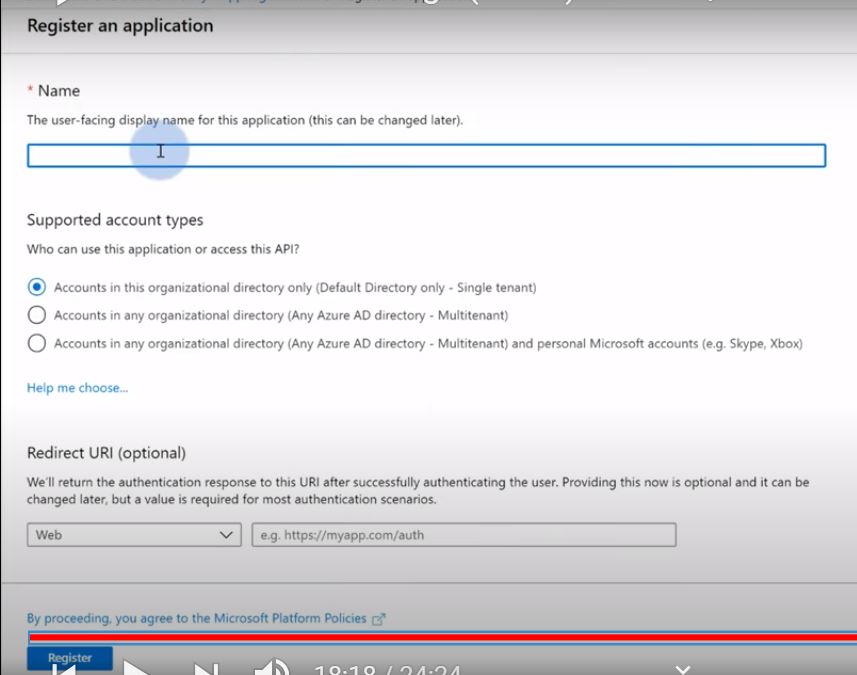 Register an application
* Name
The user-facing display name for this application (this can be changed later).
Supported account types
Who can use this application or access this API?
Accounts in this organizational directory only (Default Directory only - Single tenant)
Accounts in any organizational directory (Any Azure AD directory - Multitenant)
Accounts in any organizational directory (Any Azure AD directory - Multitenant) and personal Microsoft accounts (e.g. Skype, Xbox)
Help me choose...
Redirect URI (optional)
We'll return the authentication response to this URI after successfully authenticating the user. Providing this now is optional and it can be
changed later, but a value is required for most authentication scenarios.
Web e.g. https://myapp.com/auth
By proceeding, you agree to the Microsoft Platform Policies
Register
18:18 / 24:24